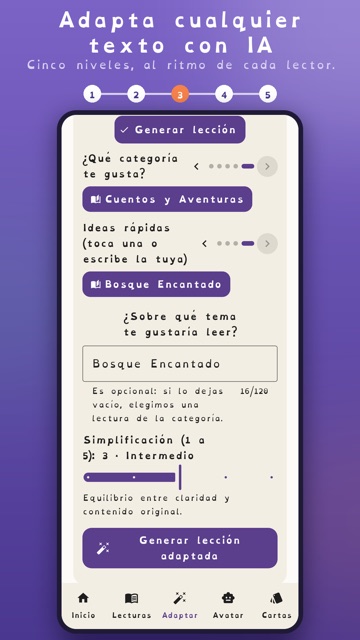 Adapta cualquier
texto con IA
Cinco niveles, al ritmo de cada lector.
1 2 3 4 5
Generar lección
¿Qué categoría
te gusta?
Cuentos y Aventuras
Ideas rápidas
(toca una o
escribe la tuya)
Bosque Encantado
¿Sobre qué tema
te gustaría leer?
Bosque Encantado
Es opcional: si lo dejas 16/120
vacío, elegimos una
lectura de la categoría.
Simplificación (1 a
5): 3 · Intermedio
Equilibrio entre claridad y
contenido original.
Generar lección
adaptada
Inicio Lecturas Adaptar Avatar Cartas